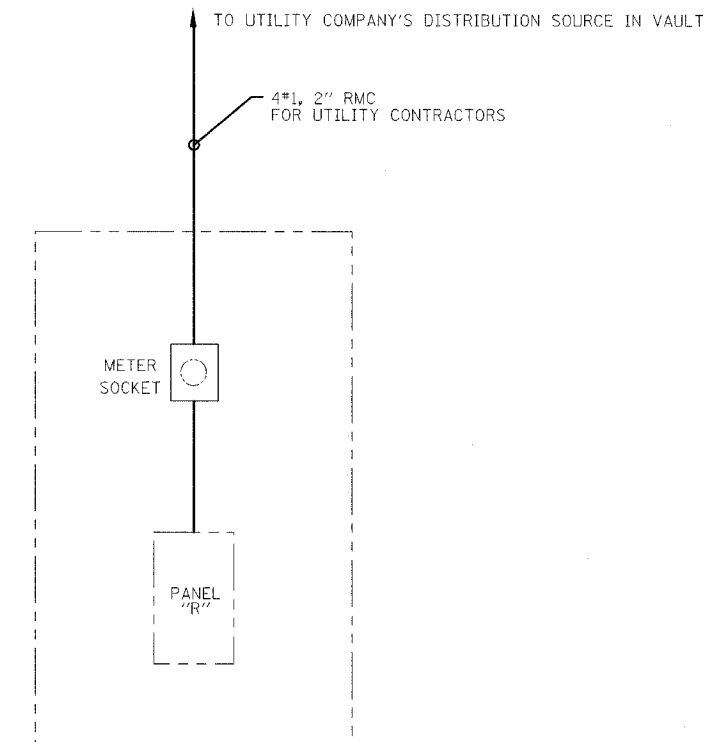 TO UTILITY COMPANY'S DISTRIBUTION SOURCE IN VAULT
4#1, 2" RMC
FOR UTILITY CONTRACTORS
METER
SOCKET
PANEL
"R"